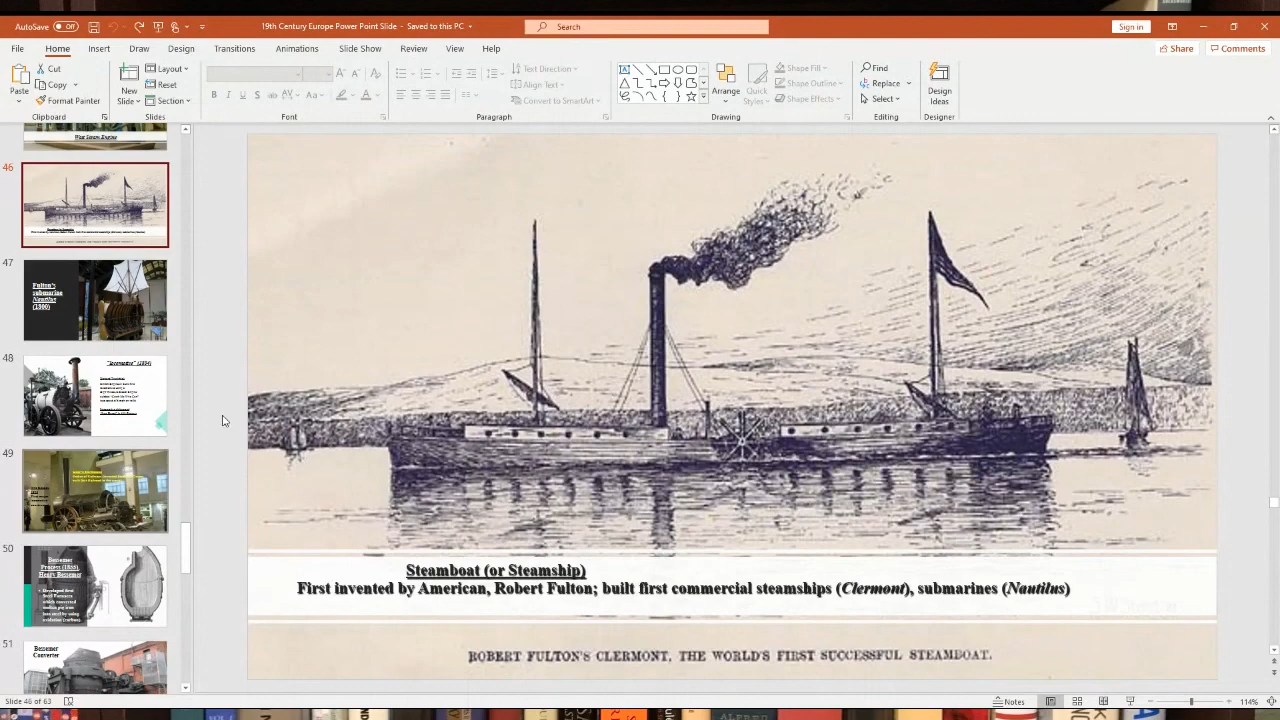 AutoSave Off
19th Century Europe Power Point Slide - Saved to this PC
Search
Sign in
File Home Insert Draw Design Transitions Animations Slide Show Review View Help
Share Comments
Paste
Cut
Copy
Format Painter
Clipboard
New Slide
Layout
Reset
Section
Slides
Font
Text Direction
Align Text
Convert to SmartArt
Paragraph
Arrange
Quick Styles
Shape Fill
Shape Outline
Shape Effects
Drawing
Find
Replace
Select
Editing
Design Ideas
Designer
46
47
Fulton's
submarine
Nautilus
(1800)
48
49
50
Bessemer
Process (1855)
Henry Bessemer
51
Bessemer
Converter
Steamboat (or Steamship)
First invented by American, Robert Fulton; built first commercial steamships (Clermont), submarines (Nautilus)
ROBERT FULTON'S CLERMONT, THE WORLD'S FIRST SUCCESSFUL STEAMBOAT.
Slide 46 of 63
Notes
114%